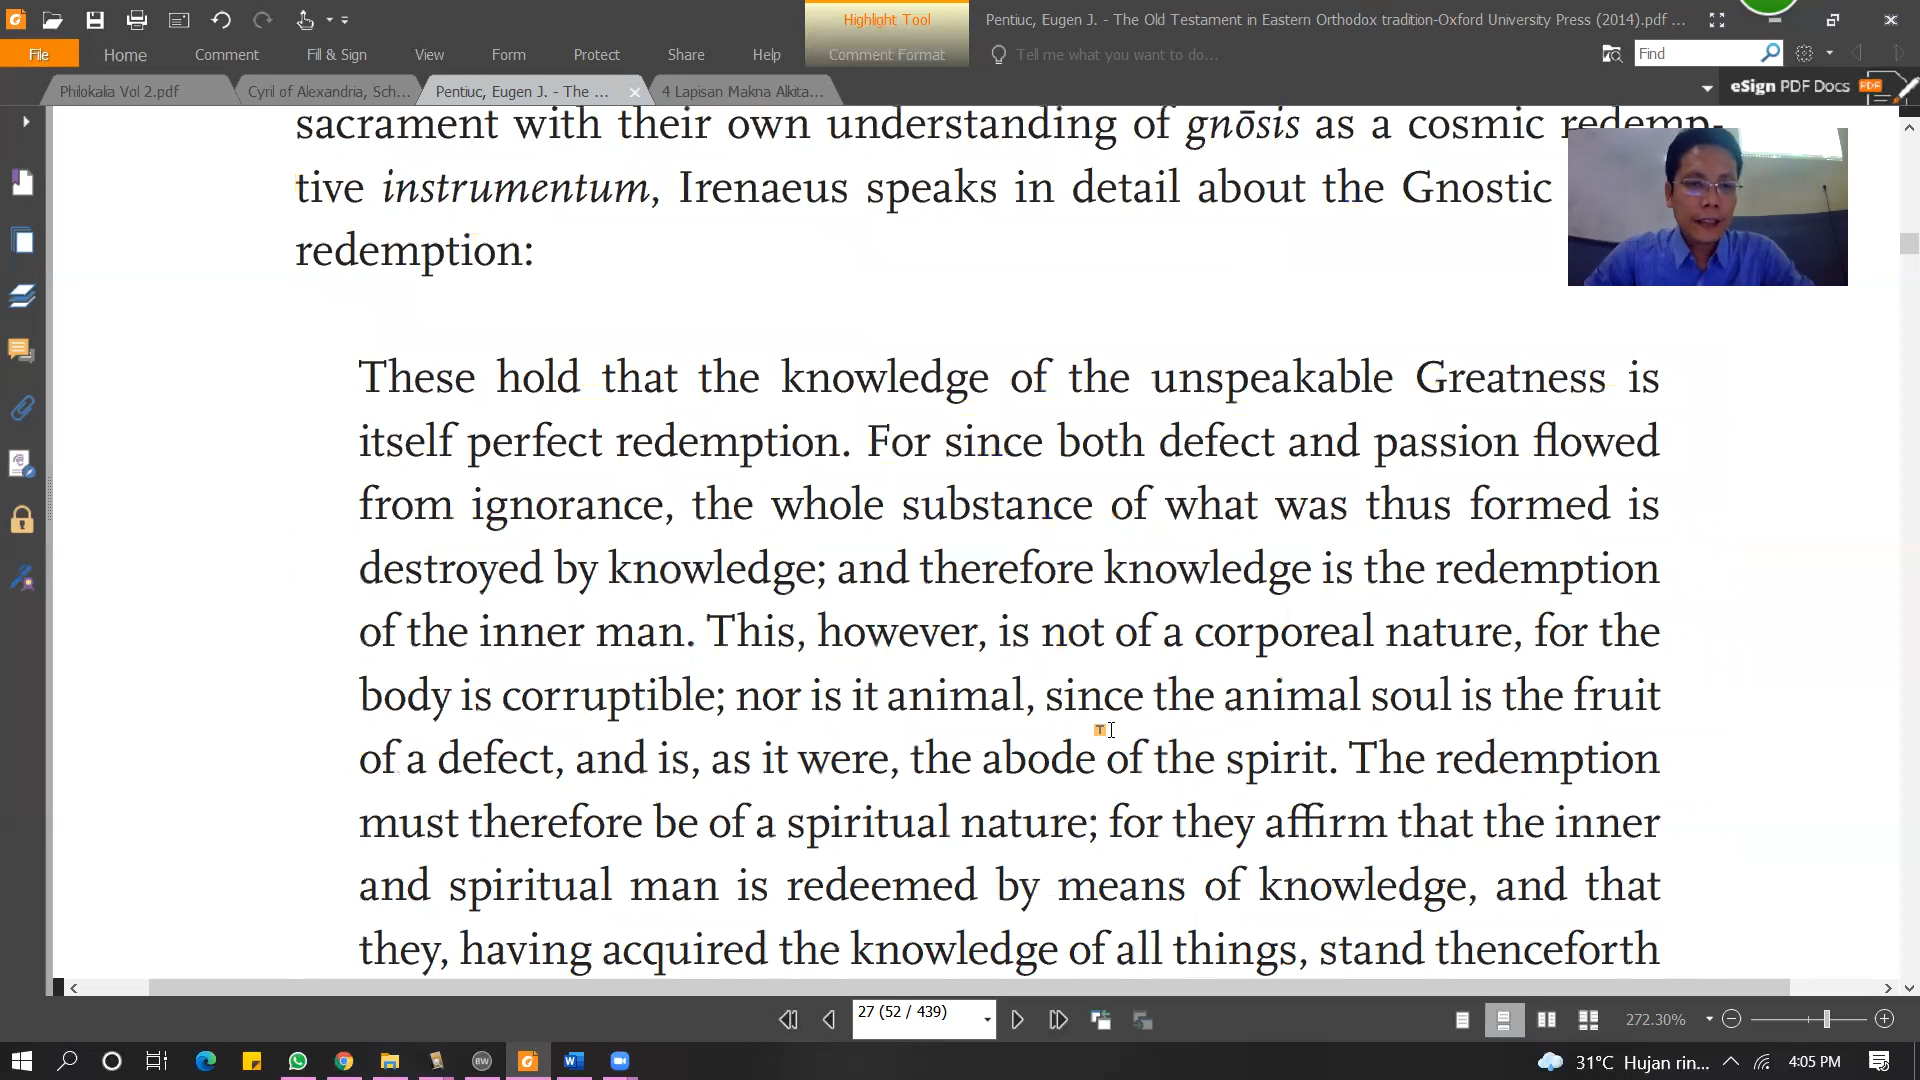 Highlight Tool
Pentiuc, Eugen J. - The Old Testament in Eastern Orthodox tradition-Oxford University Press (2014).pdf ...
File Home Comment Fill & Sign View Form Protect Share Help Comment Format Tell me what you want to do... Find
Philokalia Vol 2.pdf Cyril of Alexandria, Sch... Pentiuc, Eugen J. - The ... 4 Lapisan Makna Alkita... eSign PDF Docs PDF
sacrament with their own understanding of gnōsis as a cosmic redemp-
tive instrumentum, Irenaeus speaks in detail about the Gnostic
redemption:
These hold that the knowledge of the unspeakable Greatness is
itself perfect redemption. For since both defect and passion flowed
from ignorance, the whole substance of what was thus formed is
destroyed by knowledge; and therefore knowledge is the redemption
of the inner man. This, however, is not of a corporeal nature, for the
body is corruptible; nor is it animal, since the animal soul is the fruit
T
of a defect, and is, as it were, the abode of the spirit. The redemption
must therefore be of a spiritual nature; for they affirm that the inner
and spiritual man is redeemed by means of knowledge, and that
they, having acquired the knowledge of all things, stand thenceforth
27 (52 / 439) 272.30%
BW 31°C Hujan rin... 4:05 PM